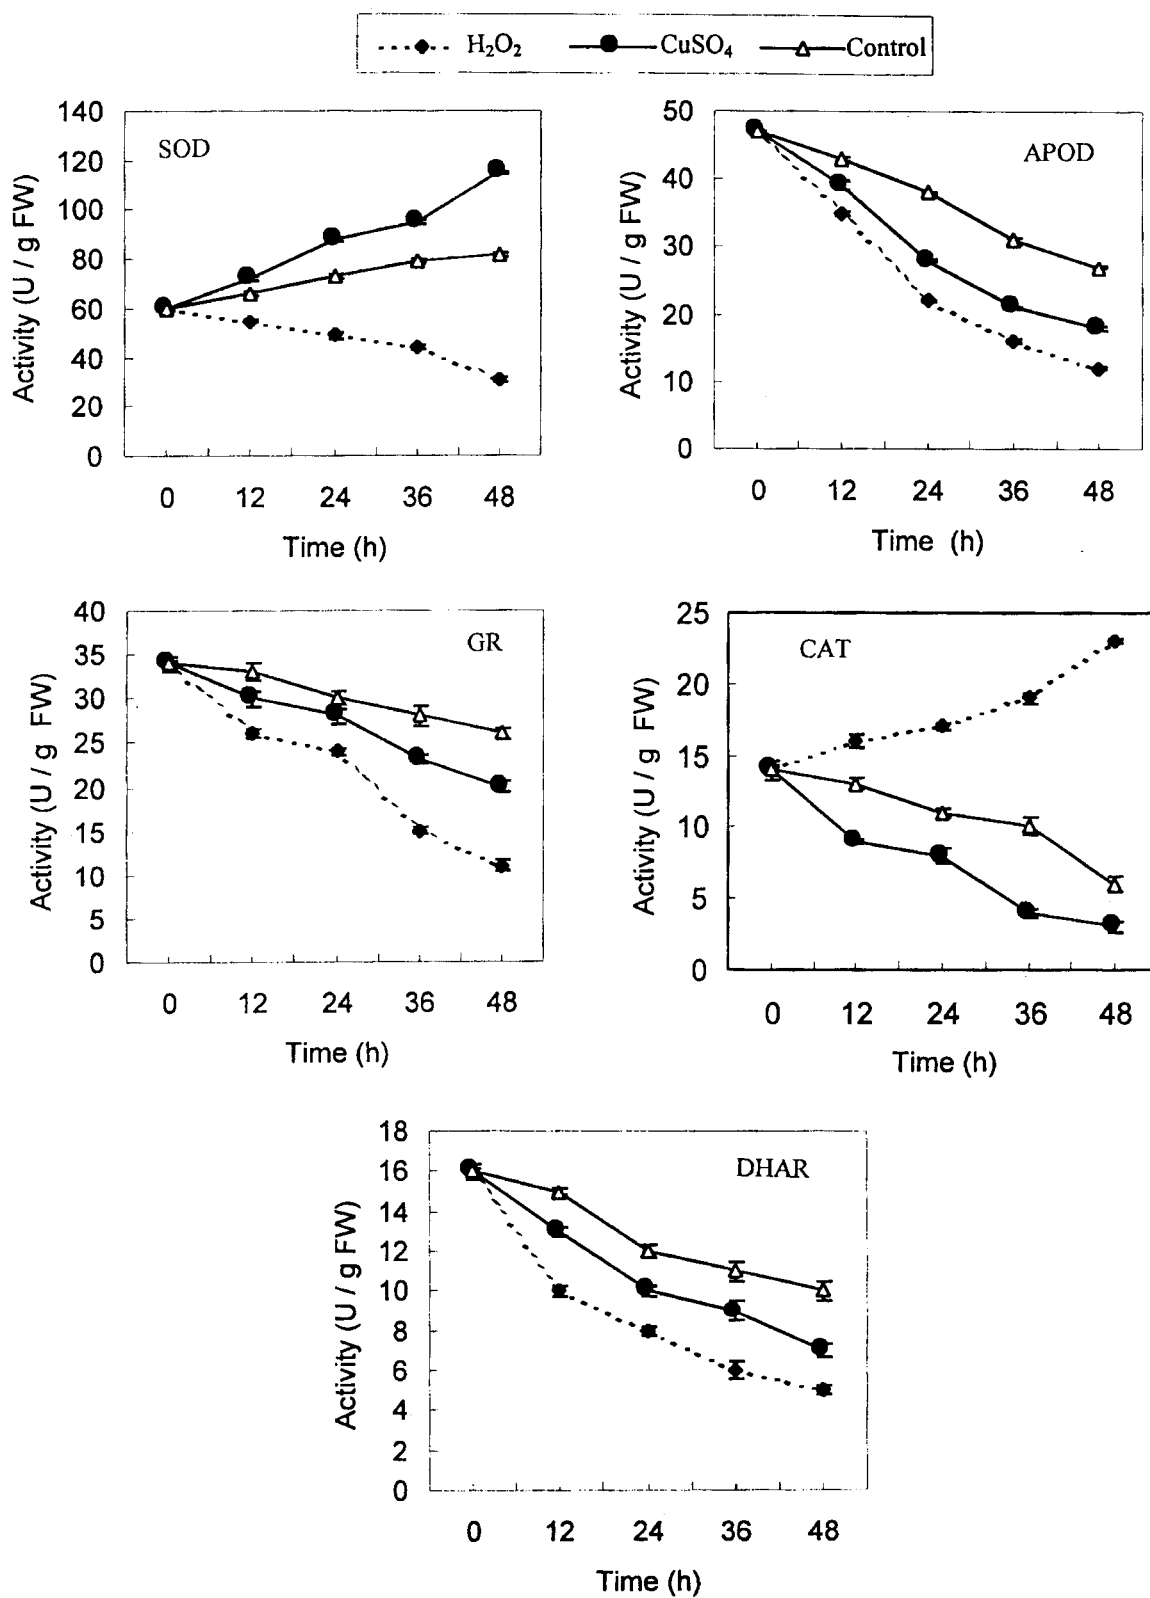 H₂O₂ CuSO₄ Control
SOD
Activity (U / g FW)
140
120
100
80
60
40
20
0
0 12 24 36 48
Time (h)
APOD
Activity (U / g FW)
50
40
30
20
10
0
0 12 24 36 48
Time (h)
GR
Activity (U / g FW)
40
35
30
25
20
15
10
5
0
0 12 24 36 48
Time (h)
CAT
Activity (U / g FW)
25
20
15
10
5
0
0 12 24 36 48
Time (h)
DHAR
Activity (U / g FW)
18
16
14
12
10
8
6
4
2
0
0 12 24 36 48
Time (h)